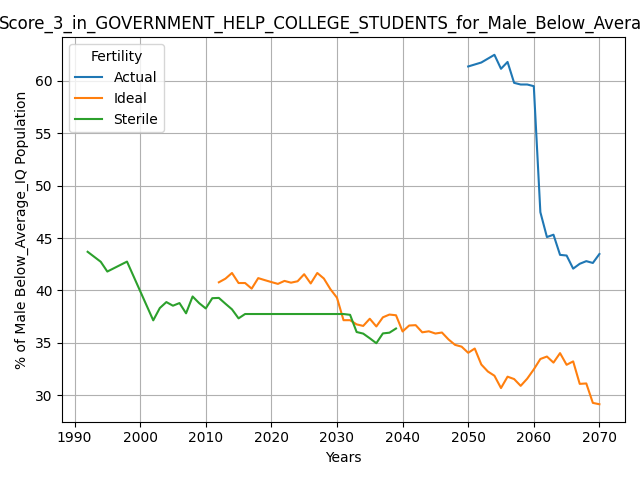 Score_3_in_GOVERNMENT_HELP_COLLEGE_STUDENTS_for_Male_Below_Avera
Fertility
Actual
Ideal
Sterile
% of Male Below_Average_IQ Population
60
55
50
45
40
35
30
1990 2000 2010 2020 2030 2040 2050 2060 2070
Years